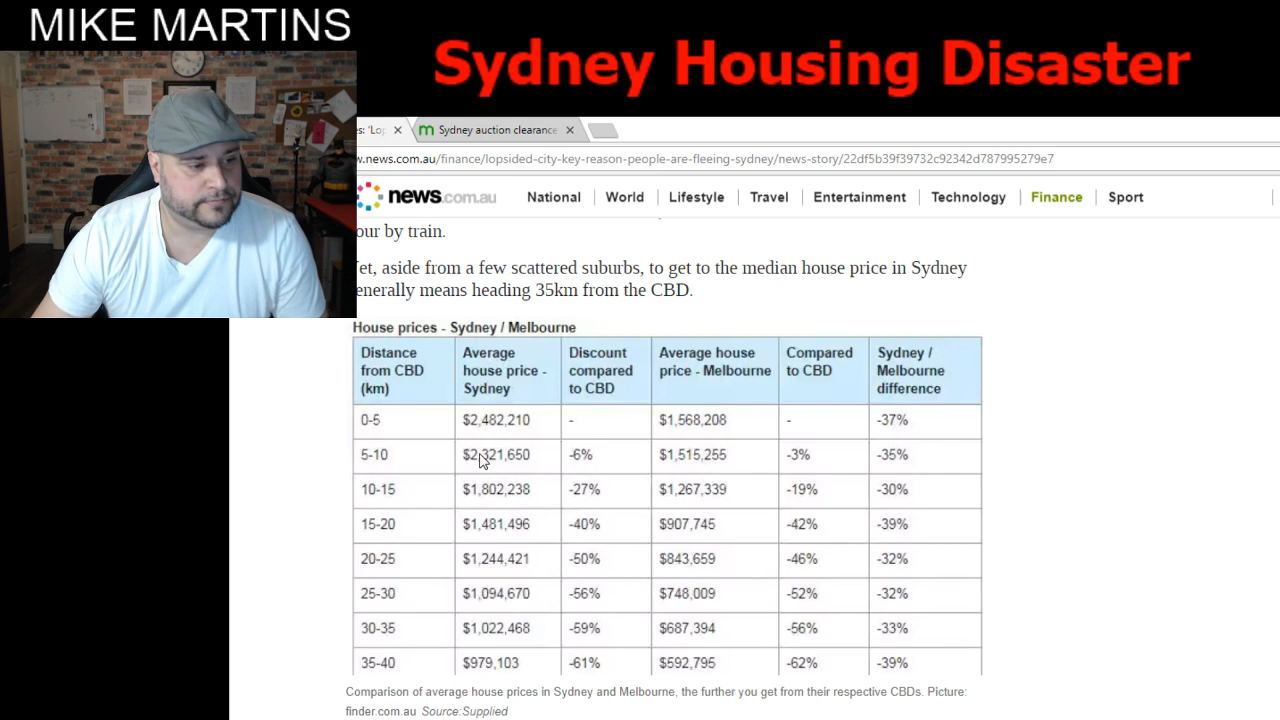 MIKE MARTINS
Sydney Housing Disaster
Sydney auction clearance
.news.com.au/finance/lopsided-city-key-reason-people-are-fleeing-sydney/news-story/22df5b39f39732c92342d787995279e7
news.com.au National World Lifestyle Travel Entertainment Technology Finance Sport
our by train.
et, aside from a few scattered suburbs, to get to the median house price in Sydney
enerally means heading 35km from the CBD.
House prices - Sydney / Melbourne
Distance from CBD (km) Average house price - Sydney Discount compared to CBD Average house price - Melbourne Compared to CBD Sydney / Melbourne difference
0-5 $2,482,210 - $1,568,208 - -37%
5-10 $2,321,650 -6% $1,515,255 -3% -35%
10-15 $1,802,238 -27% $1,267,339 -19% -30%
15-20 $1,481,496 -40% $907,745 -42% -39%
20-25 $1,244,421 -50% $843,659 -46% -32%
25-30 $1,094,670 -56% $748,009 -52% -32%
30-35 $1,022,468 -59% $687,394 -56% -33%
35-40 $979,103 -61% $592,795 -62% -39%
Comparison of average house prices in Sydney and Melbourne, the further you get from their respective CBDs. Picture:
finder.com.au Source:Supplied